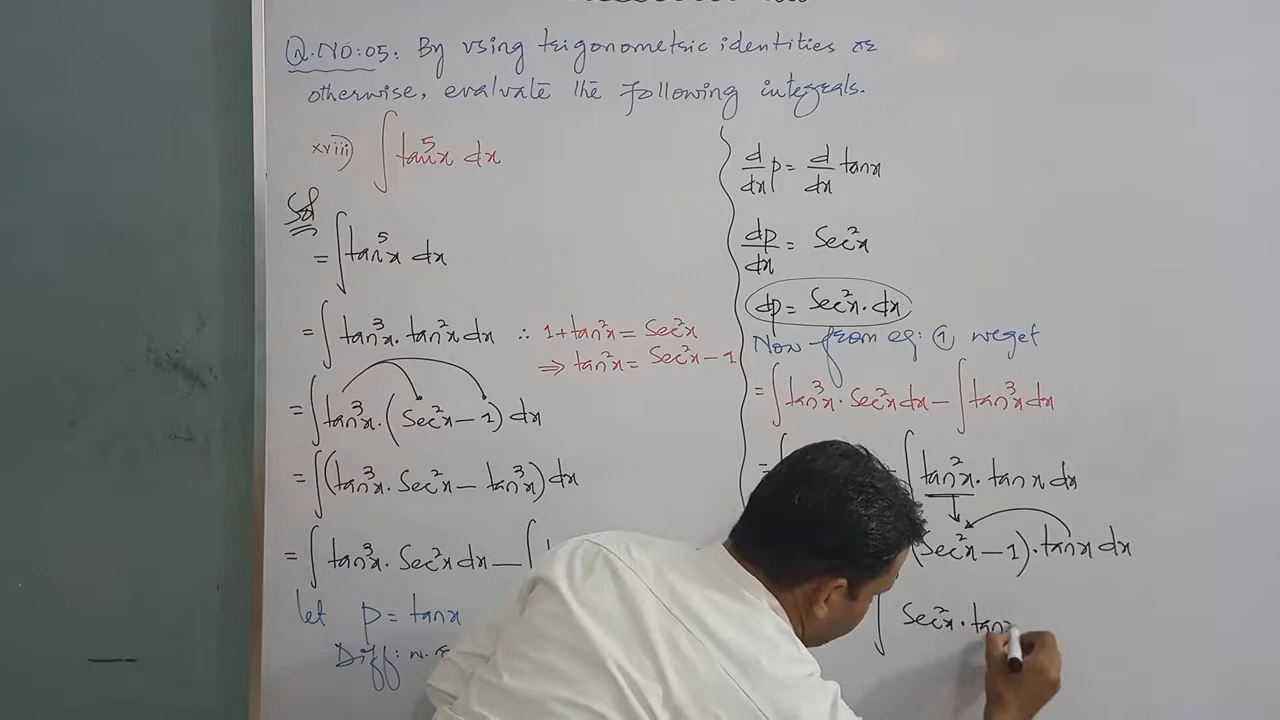 Q.NO:05: By using trigonometric identities or
otherwise, evaluate the following integrals.
xviii) ∫tan⁵x dx
Sol
= ∫tan⁵x dx
= ∫tan³x · tan²x dx ∴ 1+tan²x = Sec²x
⇒ tan²x = Sec²x – 1
= ∫tan³x · (Sec²x – 1) dx
= ∫(tan³x · Sec²x – tan³x) dx
= ∫tan³x · Sec²x dx – ∫
let p = tanx
Diff: w.
d/dx p = d/dx tanx
dp/dx = Sec²x
dp = Sec²x · dx
Now from eq: ① we get
= ∫tan³x · Sec²x dx – ∫tan³x dx
= ∫ ∫tan²x · tanx dx
(Sec²x – 1) · tanx dx
∫ Sec²x · tan